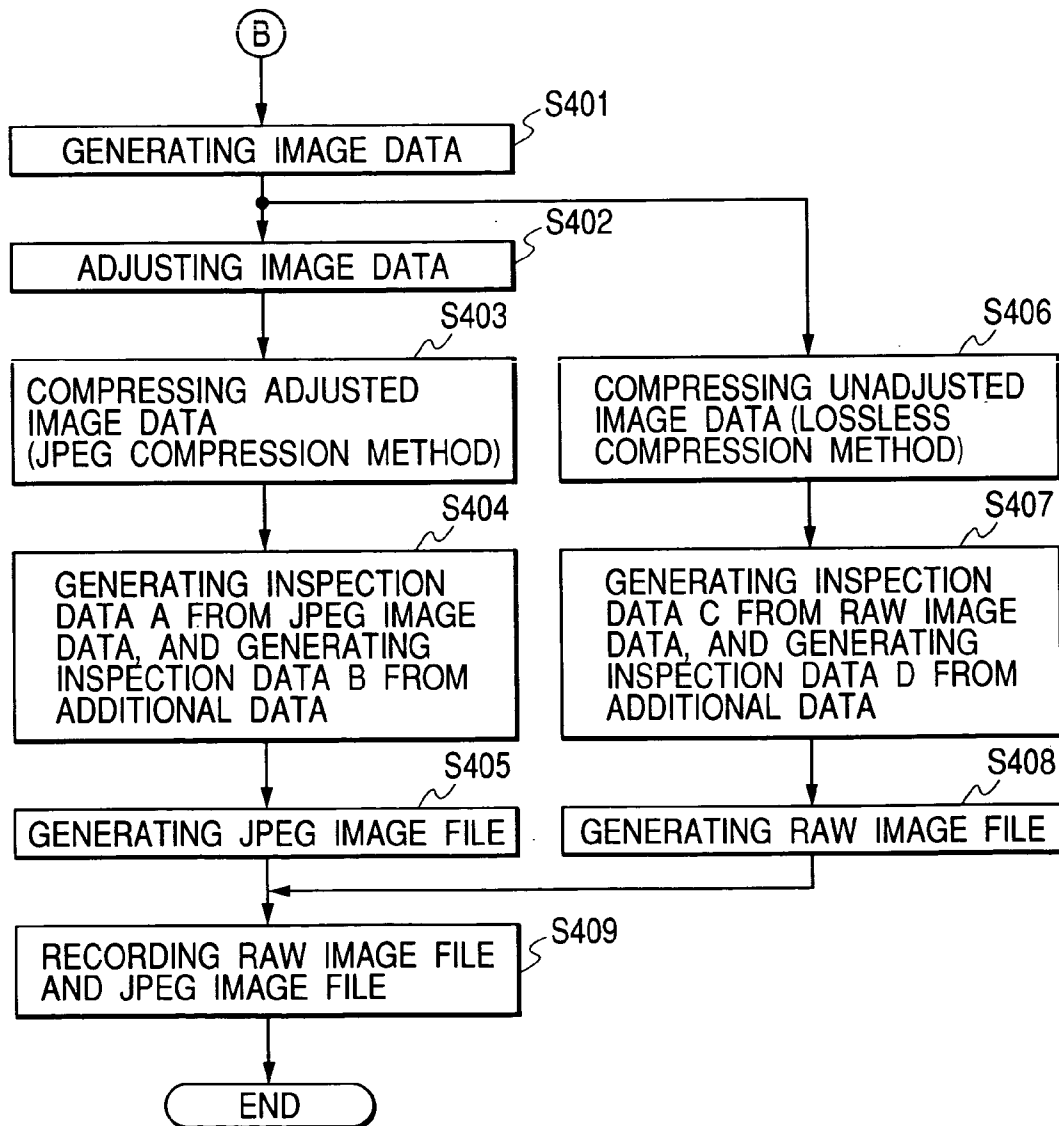 B
S401
GENERATING IMAGE DATA
S402
ADJUSTING IMAGE DATA
S403
COMPRESSING ADJUSTED
IMAGE DATA
(JPEG COMPRESSION METHOD)
S404
GENERATING INSPECTION
DATA A FROM JPEG IMAGE
DATA, AND GENERATING
INSPECTION DATA B FROM
ADDITIONAL DATA
S405
GENERATING JPEG IMAGE FILE
S406
COMPRESSING UNADJUSTED
IMAGE DATA (LOSSLESS
COMPRESSION METHOD)
S407
GENERATING INSPECTION
DATA C FROM RAW IMAGE
DATA, AND GENERATING
INSPECTION DATA D FROM
ADDITIONAL DATA
S408
GENERATING RAW IMAGE FILE
S409
RECORDING RAW IMAGE FILE
AND JPEG IMAGE FILE
END